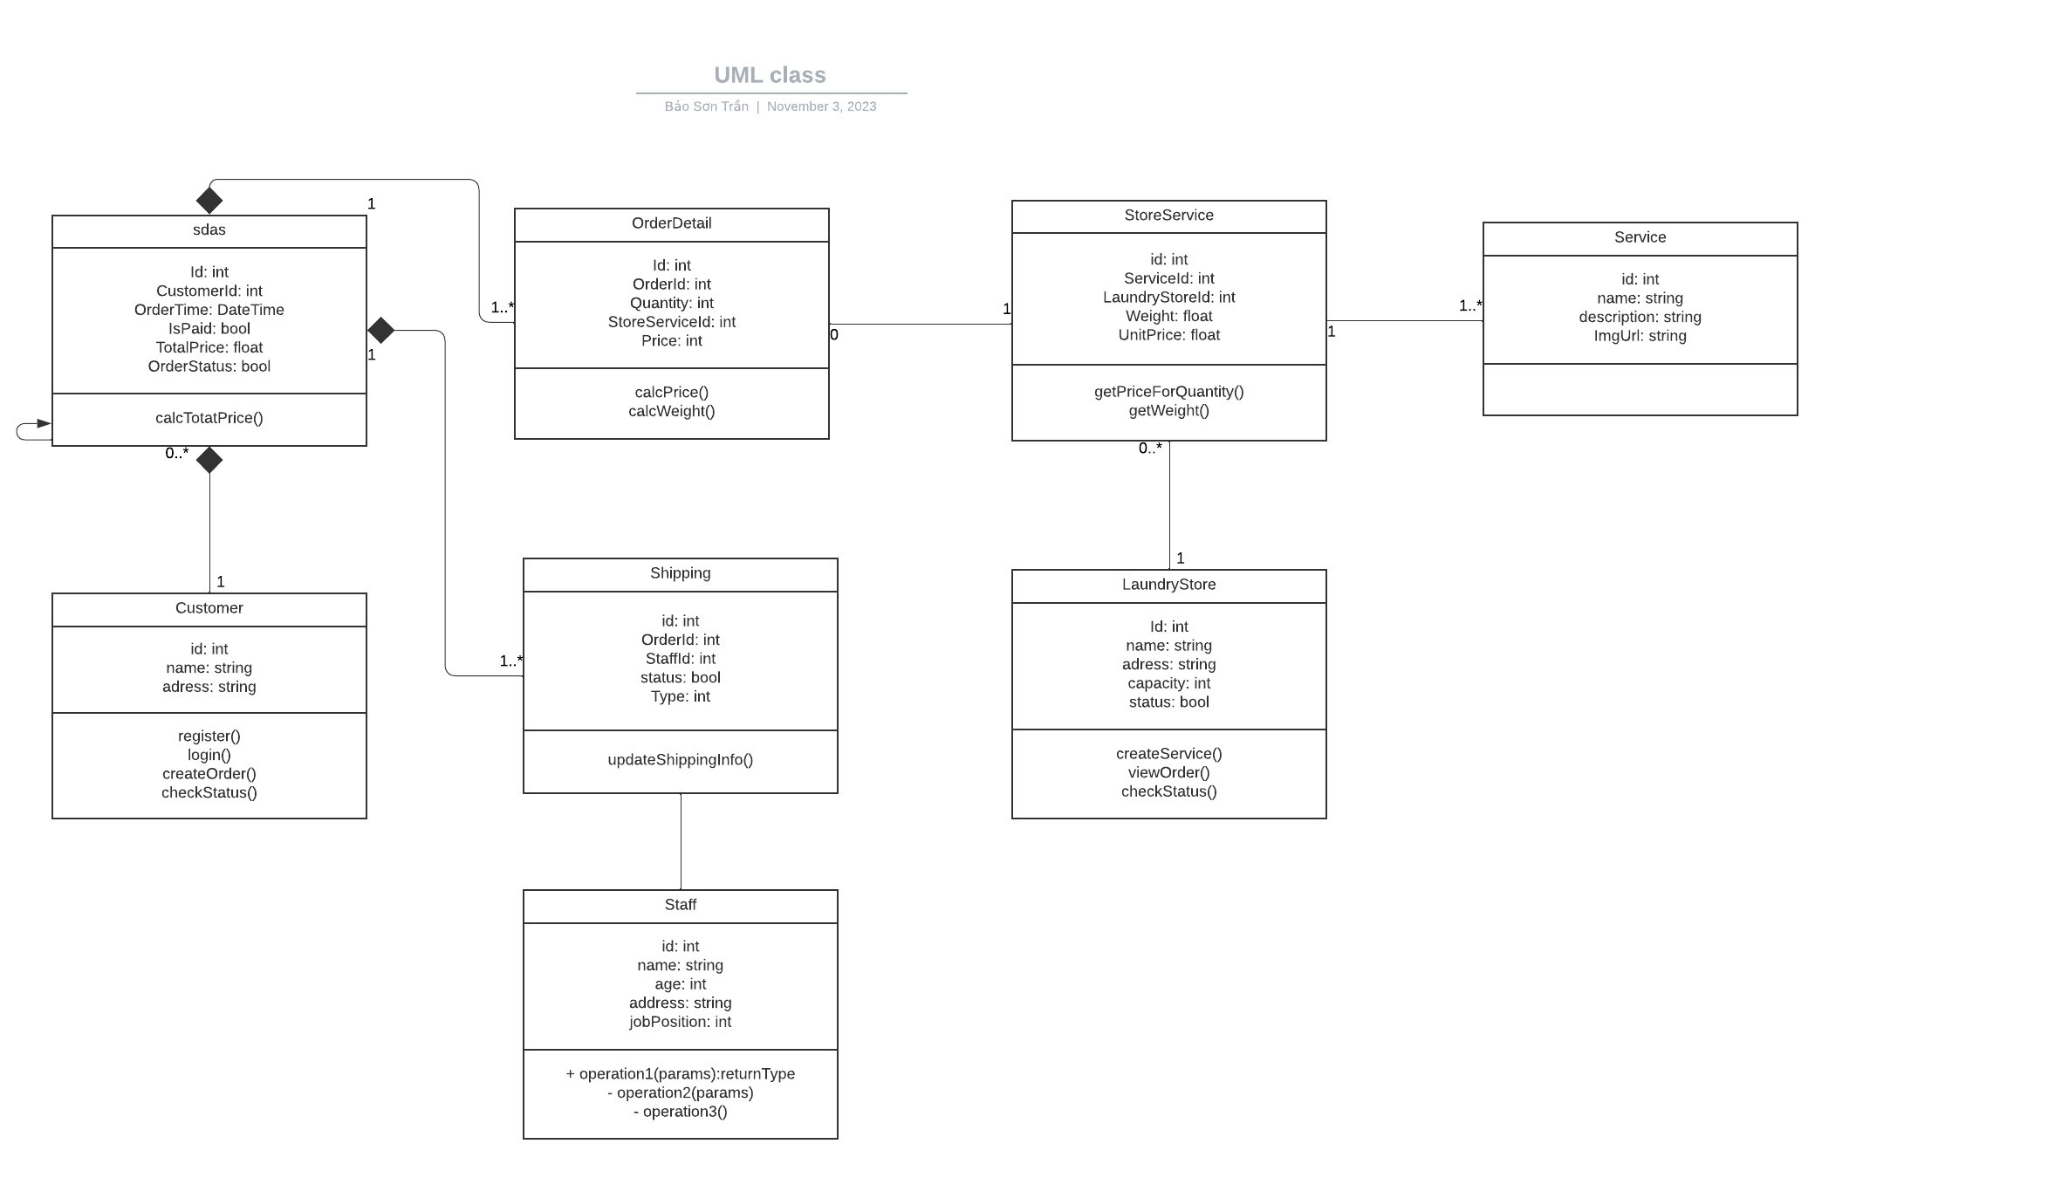 UML class
Bảo Sơn Trần | November 3, 2023
1
sdas
Id: int
CustomerId: int
OrderTime: DateTime
IsPaid: bool
TotalPrice: float
OrderStatus: bool
calcTotatPrice()
1
0..*
1..*
OrderDetail
Id: int
OrderId: int
Quantity: int
StoreServiceId: int
Price: int
calcPrice()
calcWeight()
0
1
StoreService
id: int
ServiceId: int
LaundryStoreId: int
Weight: float
UnitPrice: float
getPriceForQuantity()
getWeight()
1
0..*
1..*
Service
id: int
name: string
description: string
ImgUrl: string
1
Customer
id: int
name: string
adress: string
register()
login()
createOrder()
checkStatus()
1..*
Shipping
id: int
OrderId: int
StaffId: int
status: bool
Type: int
updateShippingInfo()
1
LaundryStore
Id: int
name: string
adress: string
capacity: int
status: bool
createService()
viewOrder()
checkStatus()
Staff
id: int
name: string
age: int
address: string
jobPosition: int
+ operation1(params):returnType
- operation2(params)
- operation3()